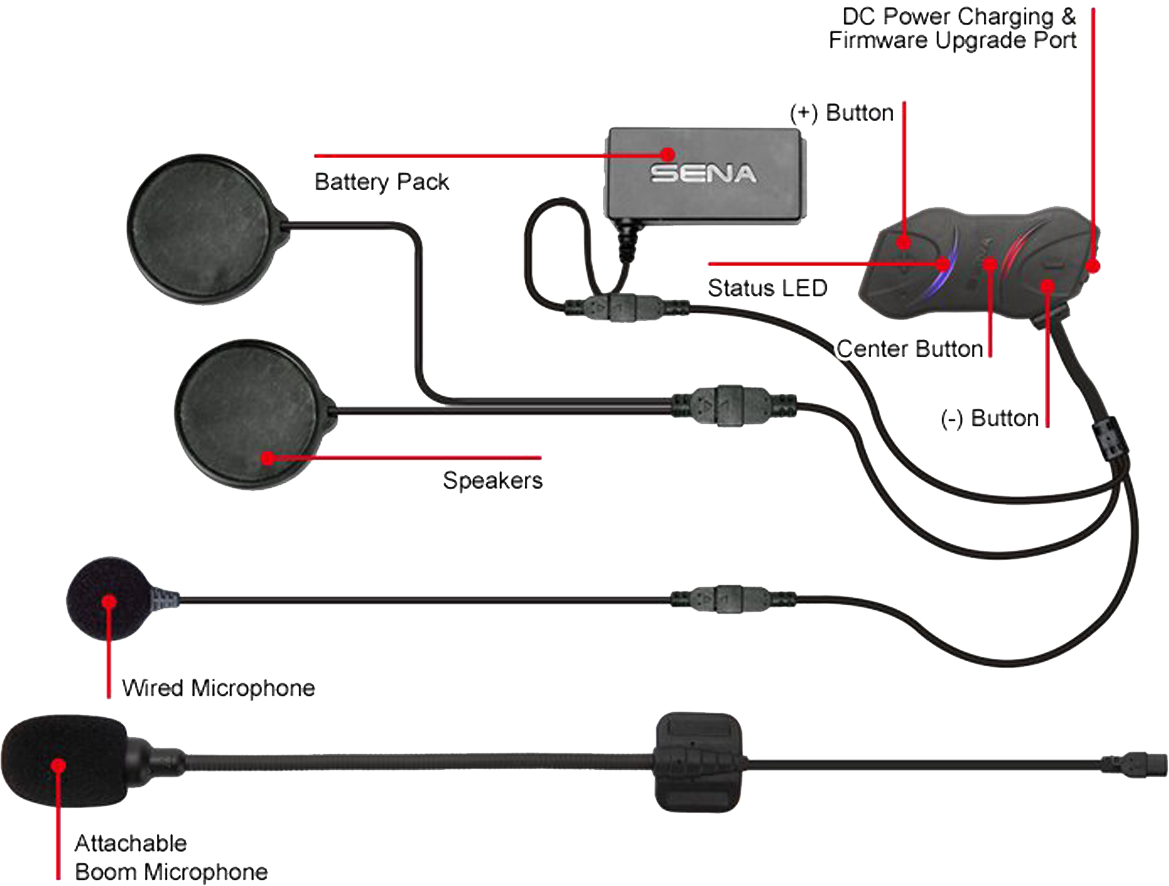 DC Power Charging &
Firmware Upgrade Port
(+) Button
Battery Pack
SENA
Status LED
SENA
Center Button
(-) Button
Speakers
Wired Microphone
Attachable
Boom Microphone